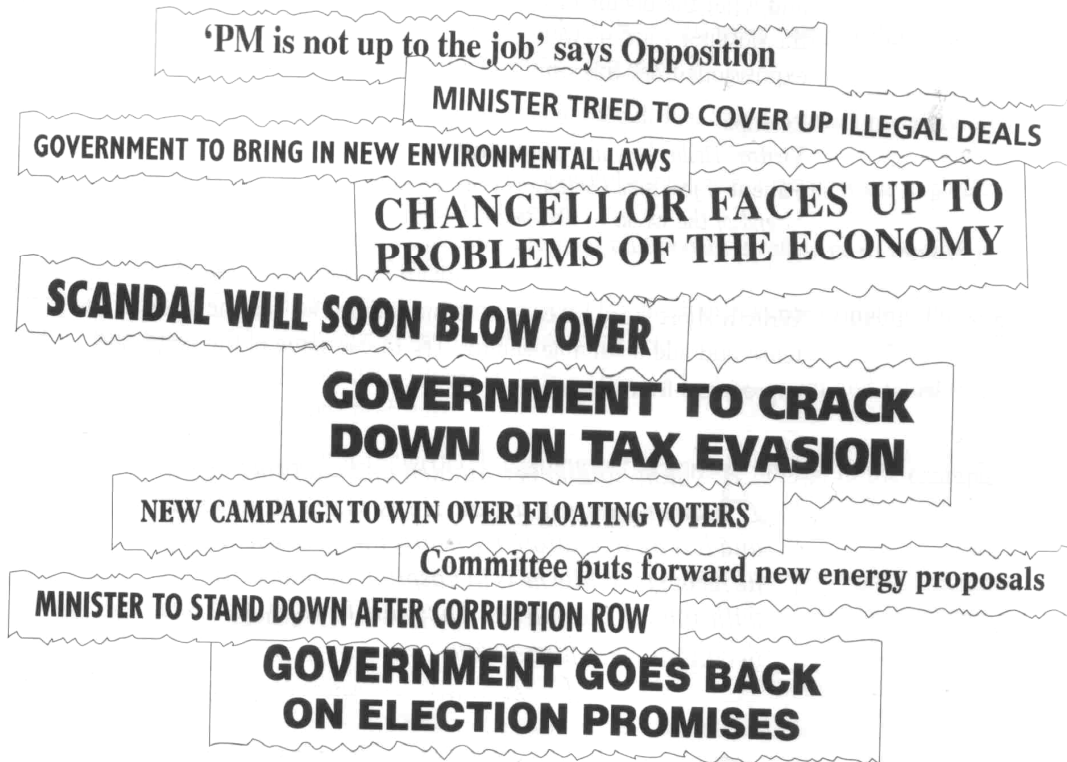 'PM is not up to the job' says Opposition
MINISTER TRIED TO COVER UP ILLEGAL DEALS
GOVERNMENT TO BRING IN NEW ENVIRONMENTAL LAWS
CHANCELLOR FACES UP TO
PROBLEMS OF THE ECONOMY
SCANDAL WILL SOON BLOW OVER
GOVERNMENT TO CRACK
DOWN ON TAX EVASION
NEW CAMPAIGN TO WIN OVER FLOATING VOTERS
Committee puts forward new energy proposals
MINISTER TO STAND DOWN AFTER CORRUPTION ROW
GOVERNMENT GOES BACK
ON ELECTION PROMISES